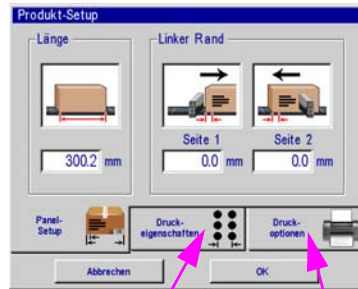 Produkt-Setup
Länge
Linker Rand
Seite 1
Seite 2
300.2 mm
0.0 mm
0.0 mm
Panel-
Setup
Druck-
eigenschaften
Druck-
optionen
Abbrechen
OK